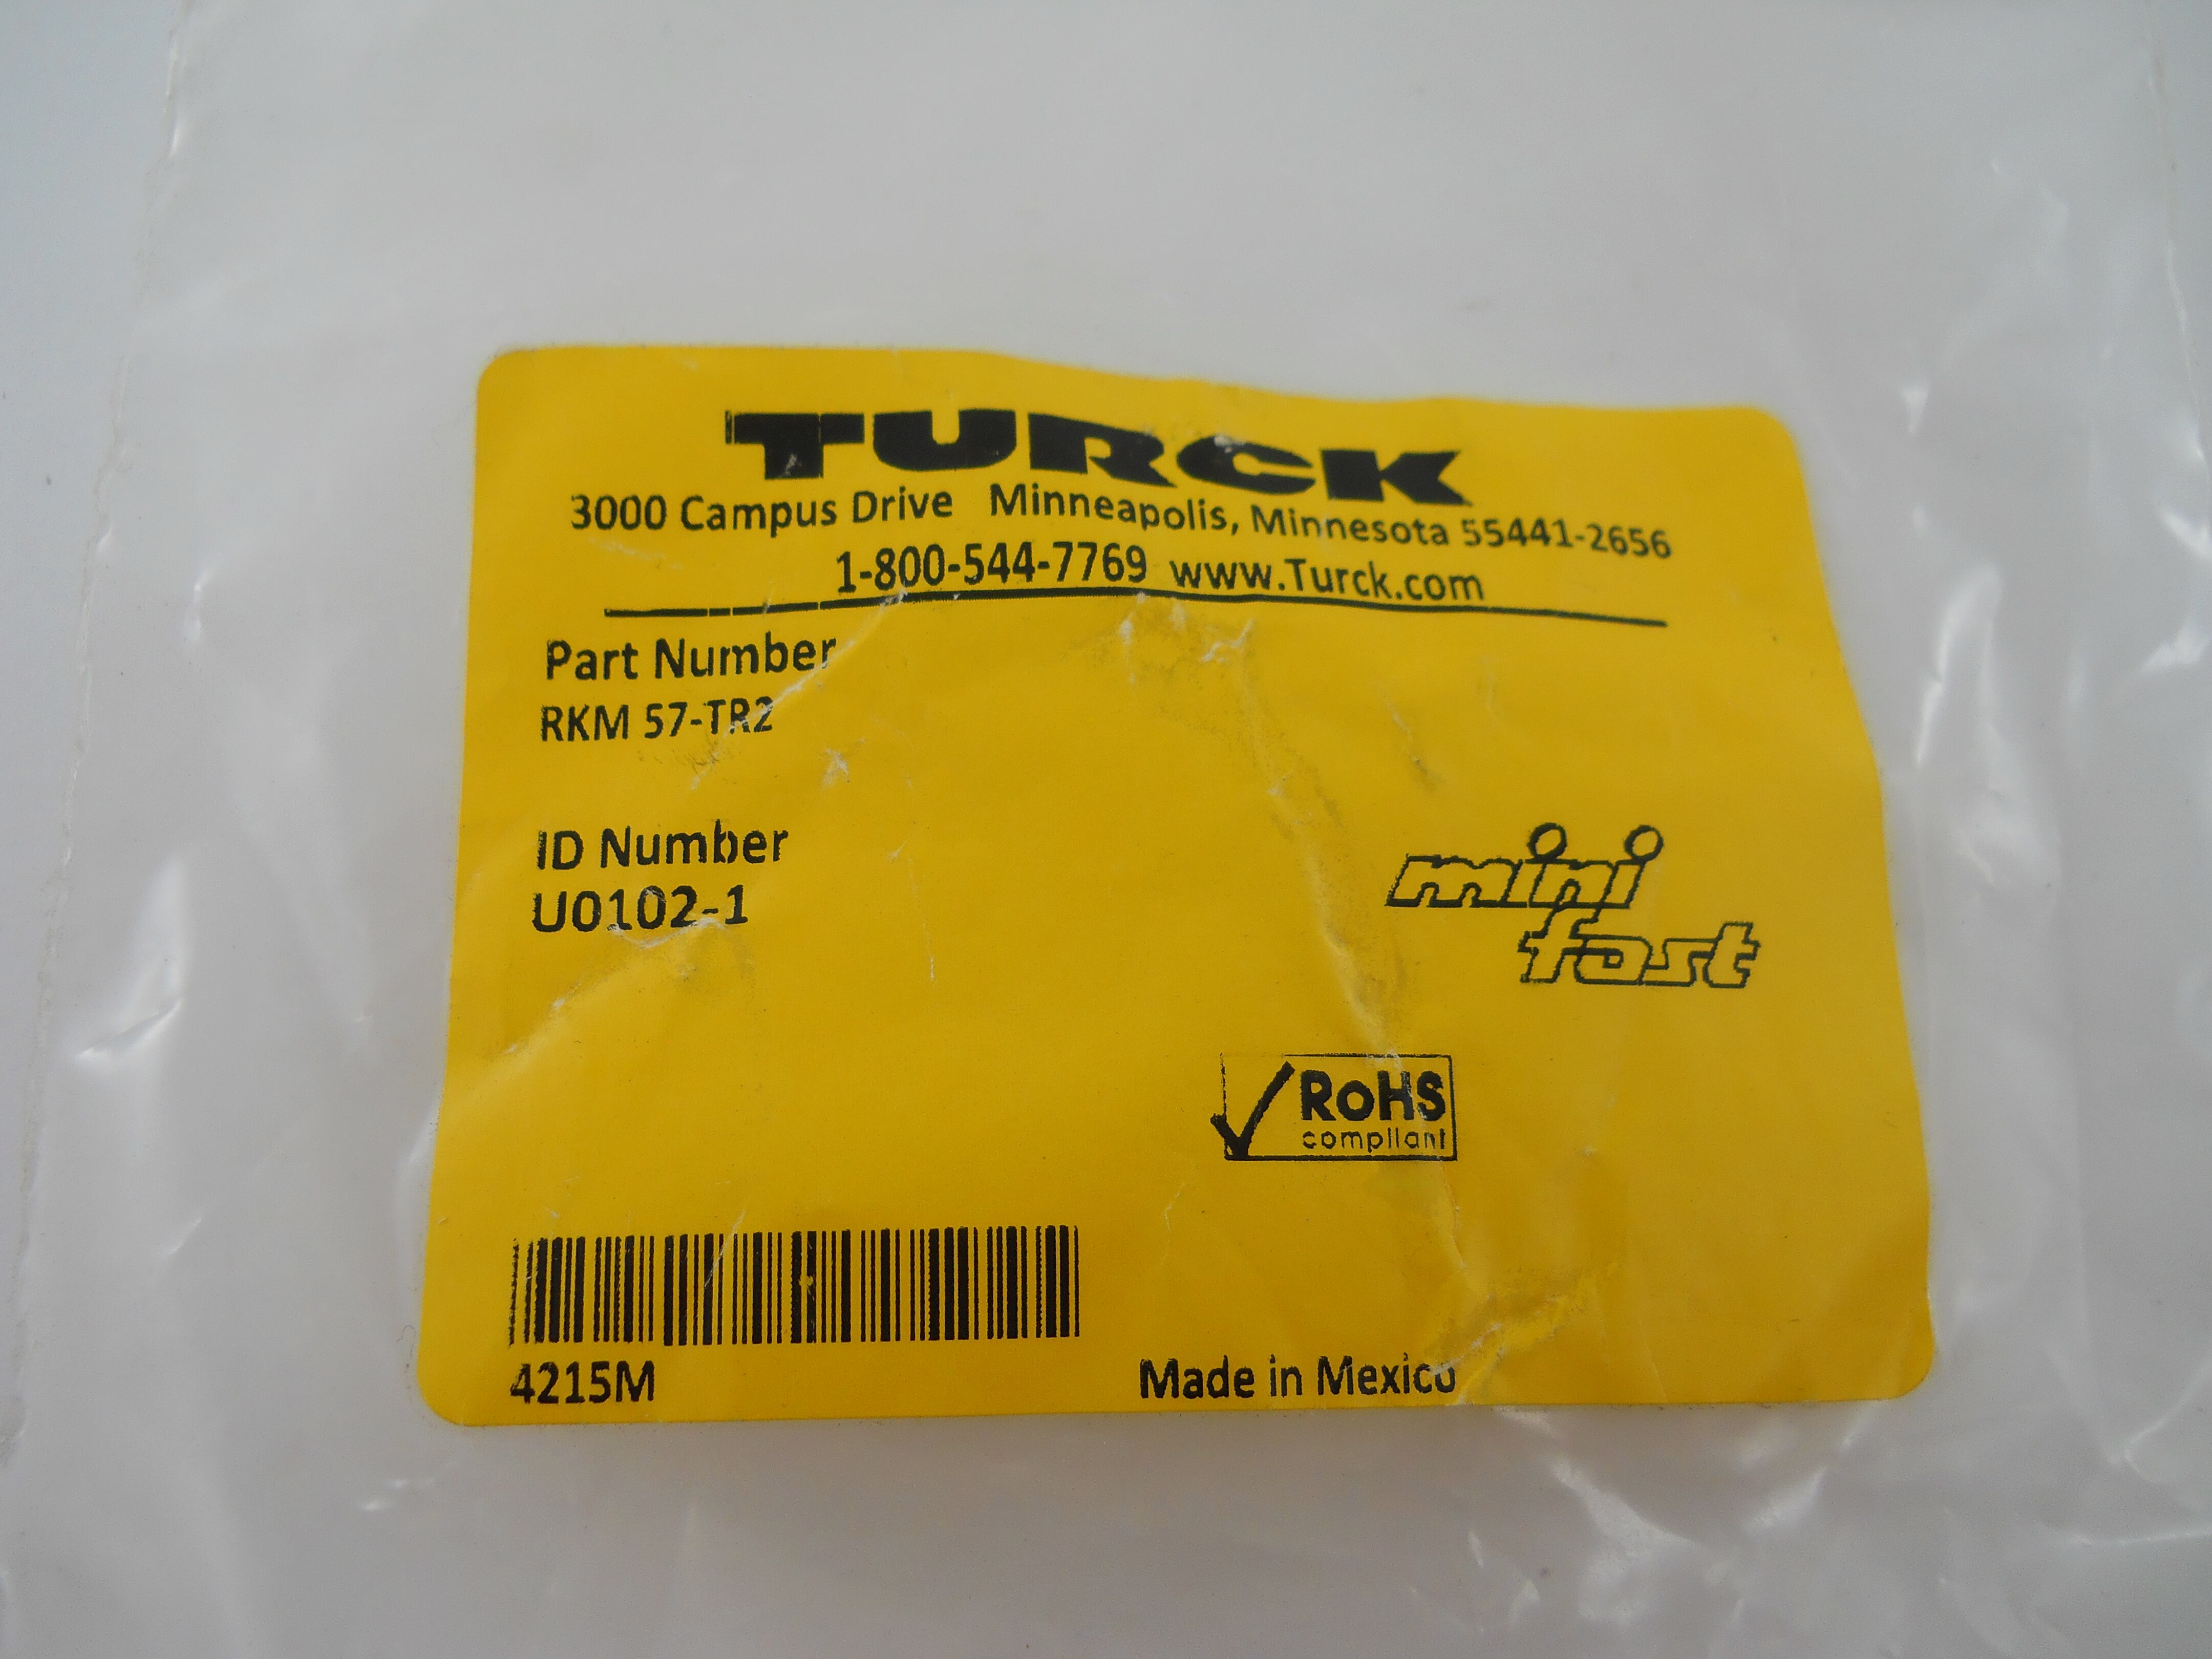 TURCK
3000 Campus Drive Minneapolis, Minnesota 55441-2656
1-800-544-7769 www.Turck.com
Part Number
RKM 57-TR2
ID Number
U0102-1
mini
fast
RoHS
compliant
4215M
Made in Mexico